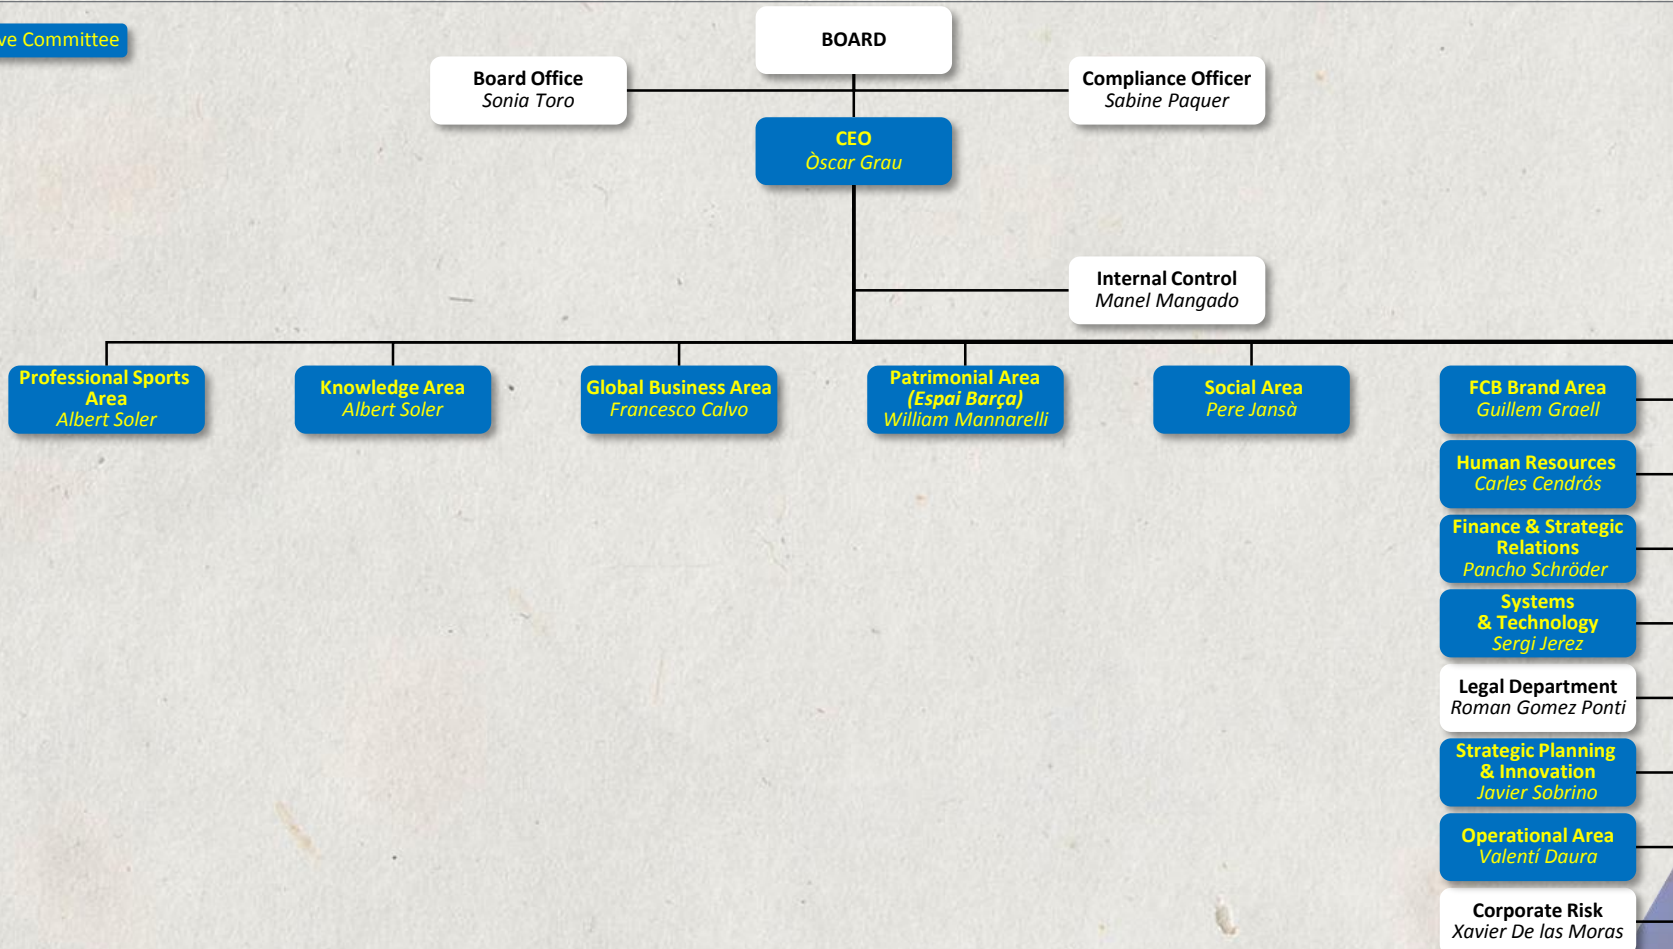 Committee
BOARD
Board Office
Sonia Toro
Compliance Officer
Sabine Paquer
CEO
Òscar Grau
Internal Control
Manel Mangado
Professional Sports
Area
Albert Soler
Knowledge Area
Albert Soler
Global Business Area
Francesco Calvo
Patrimonial Area
(Espai Barça)
William Mannarelli
Social Area
Pere Jansà
FCB Brand Area
Guillem Graell
Human Resources
Carles Cendrós
Finance & Strategic
Relations
Pancho Schröder
Systems
& Technology
Sergi Jerez
Legal Department
Roman Gomez Ponti
Strategic Planning
& Innovation
Javier Sobrino
Operational Area
Valentí Daura
Corporate Risk
Xavier De las Moras